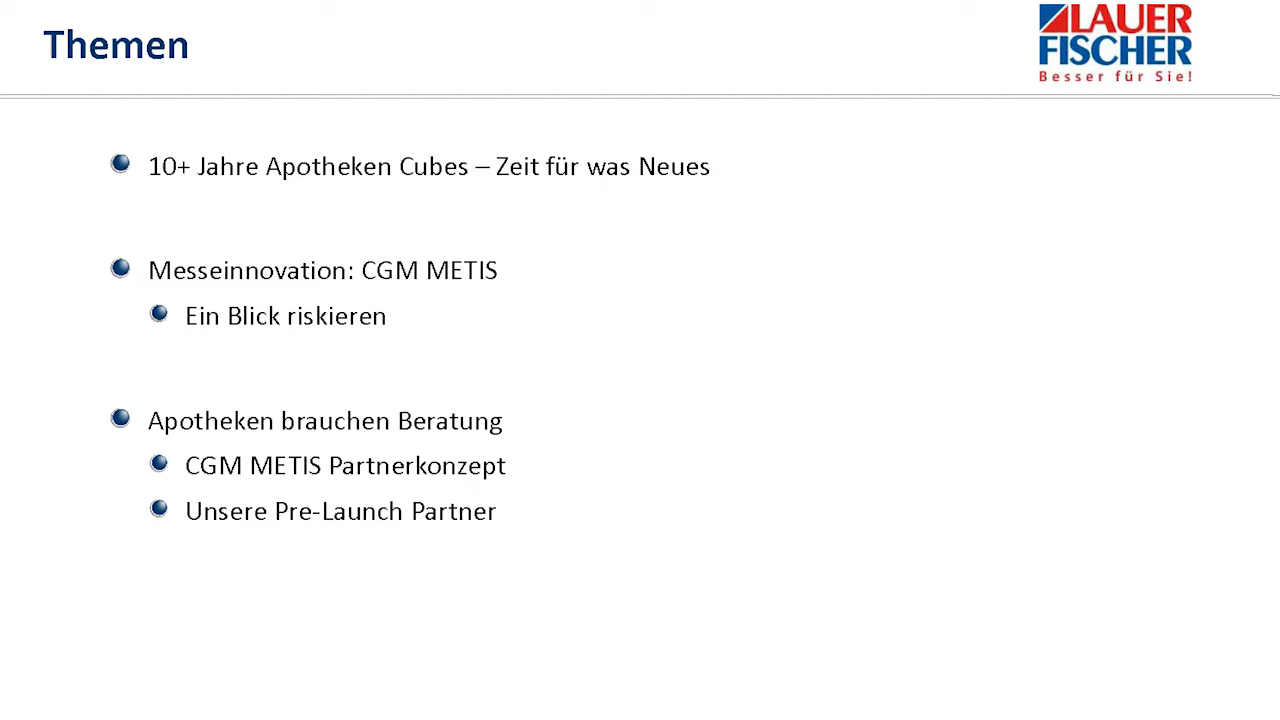 Themen
LAUER
FISCHER
Besser für Sie!
10+ Jahre Apotheken Cubes – Zeit für was Neues
Messeinnovation: CGM METIS
Ein Blick riskieren
Apotheken brauchen Beratung
CGM METIS Partnerkonzept
Unsere Pre-Launch Partner